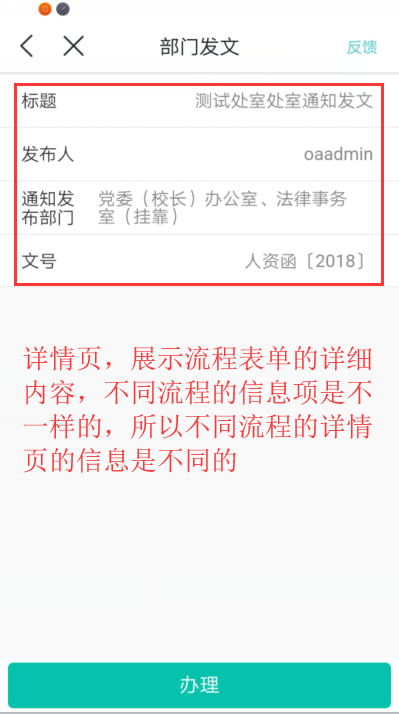 部门发文
反馈
标题
测试处室处室通知发文
发布人
oaadmin
通知发
布部门
党委（校长）办公室、法律事务
室（挂靠）
文号
人资函〔2018〕
详情页，展示流程表单的详细
内容，不同流程的信息项是不
一样的，所以不同流程的详情
页的信息是不同的
办理